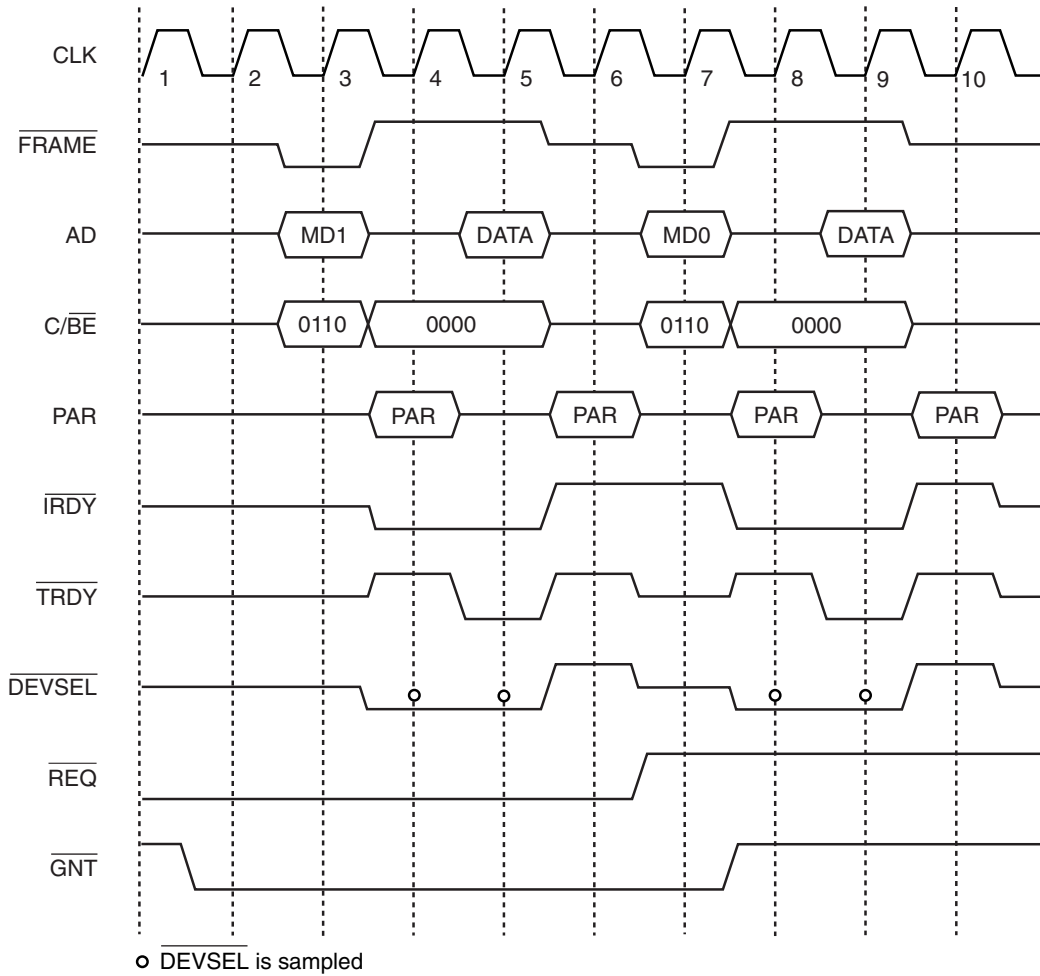 CLK
1 2 3 4 5 6 7 8 9 10
FRAME
AD
MD1 DATA MD0 DATA
C/BE
0110 0000 0110 0000
PAR
PAR PAR PAR PAR
IRDY
TRDY
DEVSEL
REQ
GNT
DEVSEL is sampled